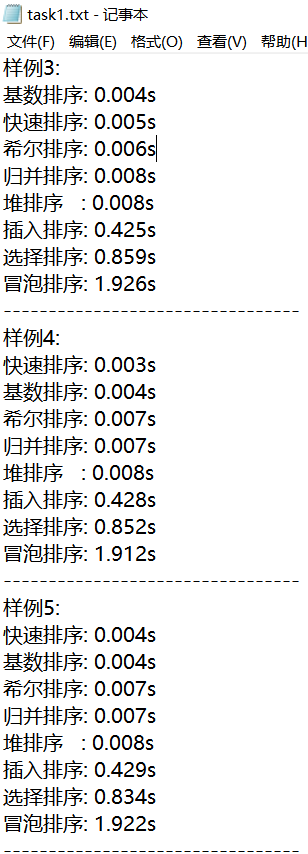 task1.txt - 记事本
文件(F) 编辑(E) 格式(O) 查看(V) 帮助(H
样例3:
基数排序: 0.004s
快速排序: 0.005s
希尔排序: 0.006s
归并排序: 0.008s
堆排序   : 0.008s
插入排序: 0.425s
选择排序: 0.859s
冒泡排序: 1.926s
---------------------------------
样例4:
快速排序: 0.003s
基数排序: 0.004s
希尔排序: 0.007s
归并排序: 0.007s
堆排序   : 0.008s
插入排序: 0.428s
选择排序: 0.852s
冒泡排序: 1.912s
---------------------------------
样例5:
快速排序: 0.004s
基数排序: 0.004s
希尔排序: 0.007s
归并排序: 0.007s
堆排序   : 0.008s
插入排序: 0.429s
选择排序: 0.834s
冒泡排序: 1.922s
---------------------------------